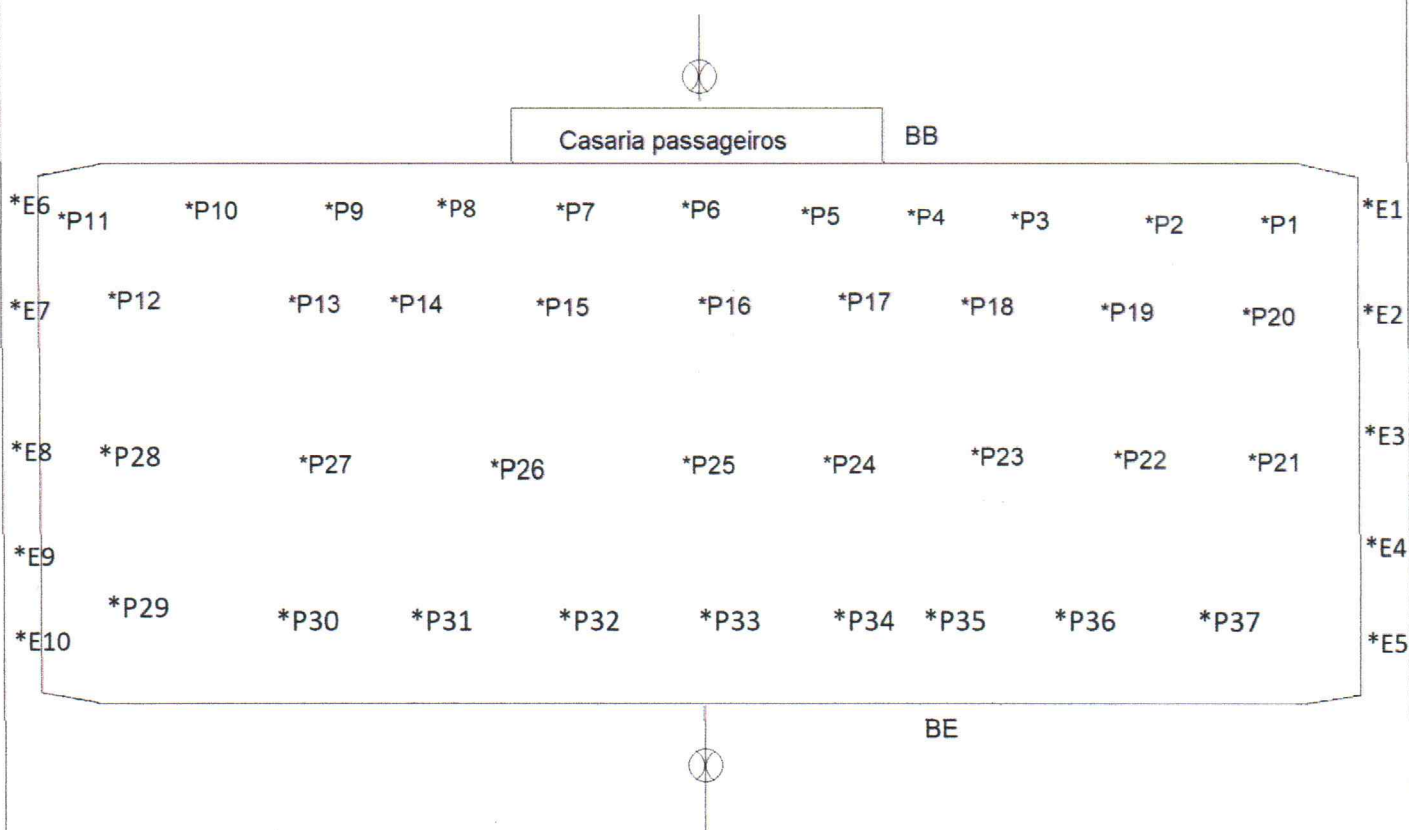 Casaria passageiros BB
*E6 *P11 *P10 *P9 *P8 *P7 *P6 *P5 *P4 *P3 *P2 *P1 *E1
*E7 *P12 *P13 *P14 *P15 *P16 *P17 *P18 *P19 *P20 *E2
*E8 *P28 *P27 *P26 *P25 *P24 *P23 *P22 *P21 *E3
*E9 *E4
*P29 *P30 *P31 *P32 *P33 *P34 *P35 *P36 *P37
*E10 *E5
BE